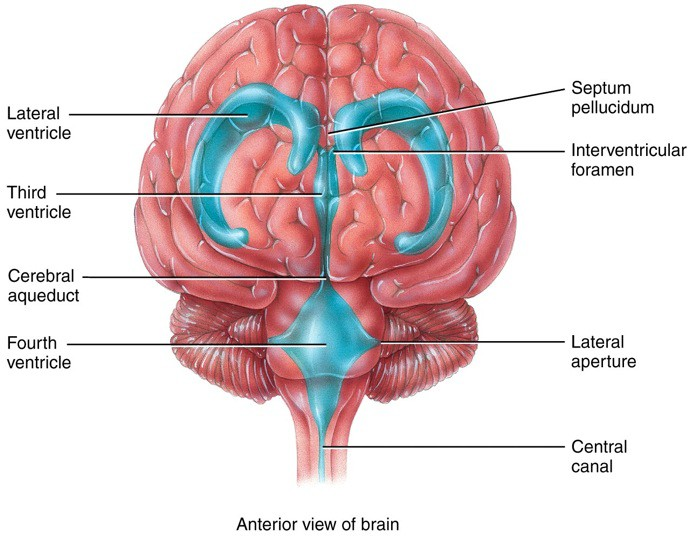 Lateral
ventricle
Third
ventricle
Cerebral
aqueduct
Fourth
ventricle
Septum
pellucidum
Interventricular
foramen
Lateral
aperture
Central
canal
Anterior view of brain